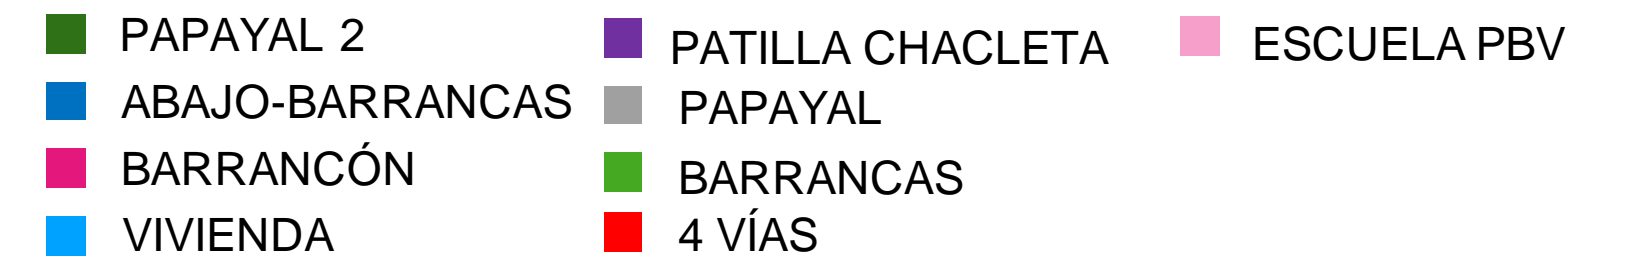 PAPAYAL 2
ABAJO-BARRANCAS
BARRANCÓN
VIVIENDA
PATILLA CHACLETA
PAPAYAL
BARRANCAS
4 VÍAS
ESCUELA PBV